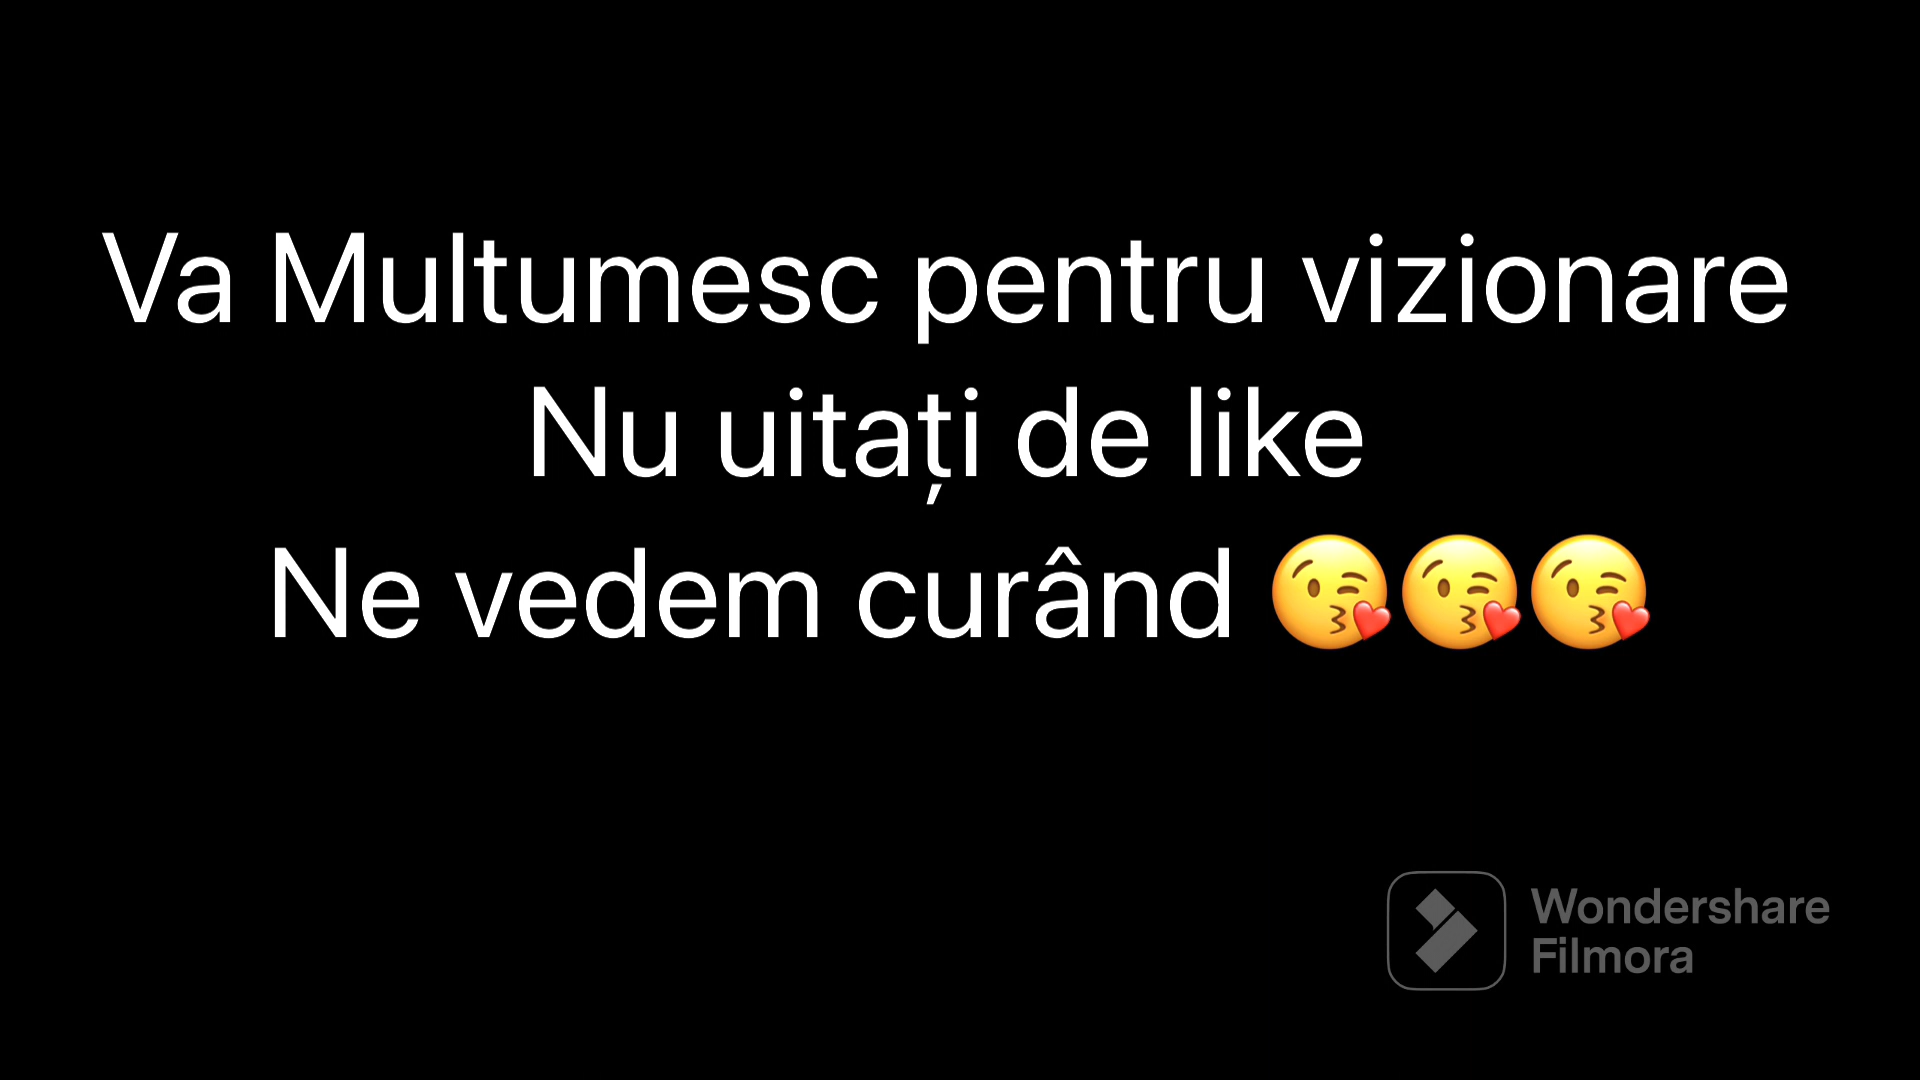 Va Multumesc pentru vizionare
Nu uitați de like
Ne vedem curând 😘😘😘
Wondershare
Filmora